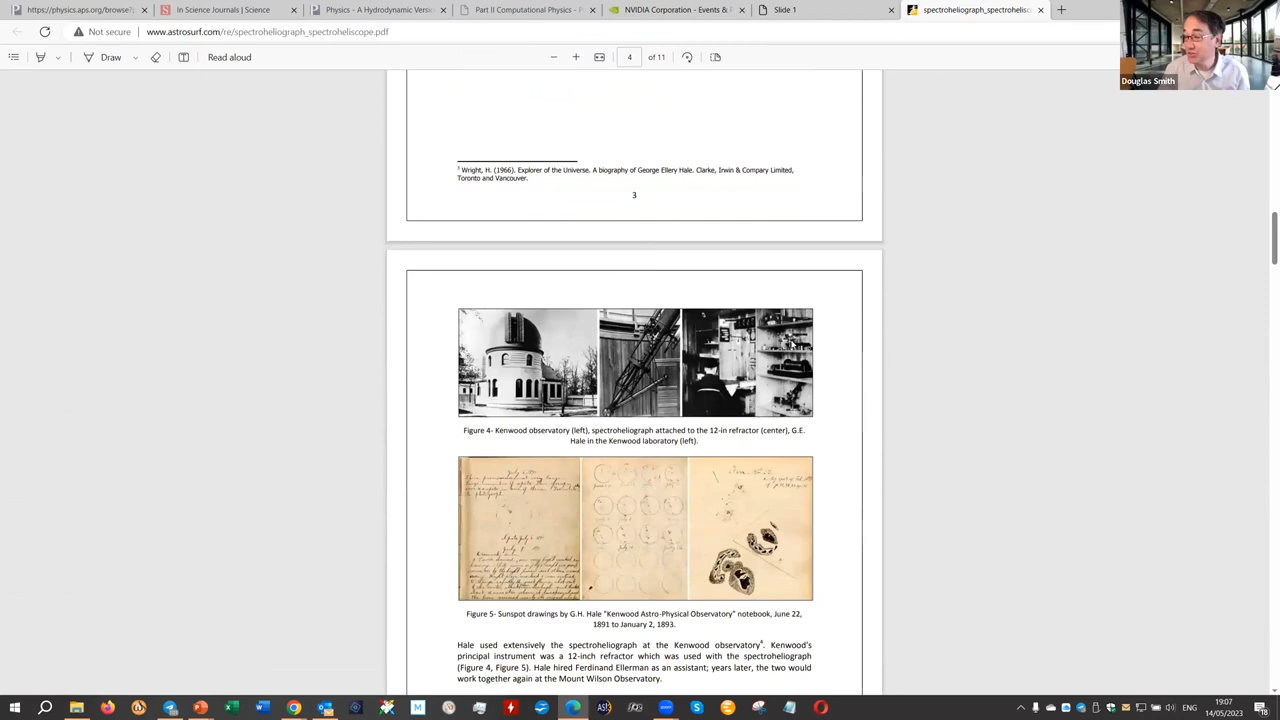 https://physics.aps.org/browse?
In Science Journals | Science
Physics - A Hydrodynamic Versi
Part II Computational Physics - P
NVIDIA Corporation - Events & P
Slide 1
spectroheliograph_spectrohelisc
Not secure
www.astrosurf.com/re/spectroheliograph_spectroheliscope.pdf
Draw
Read aloud
4
of 11
Douglas Smith
3 Wright, H. (1966). Explorer of the Universe. A biography of George Ellery Hale. Clarke, Irwin & Company Limited,
Toronto and Vancouver.
3
Figure 4- Kenwood observatory (left), spectroheliograph attached to the 12-in refractor (center), G.E.
Hale in the Kenwood laboratory (left).
Figure 5- Sunspot drawings by G.H. Hale "Kenwood Astro-Physical Observatory" notebook, June 22,
1891 to January 2, 1893.
Hale used extensively the spectroheliograph at the Kenwood observatory4. Kenwood's
principal instrument was a 12-inch refractor which was used with the spectroheliograph
(Figure 4, Figure 5). Hale hired Ferdinand Ellerman as an assistant; years later, the two would
work together again at the Mount Wilson Observatory.
ENG
19:07
14/05/2023
18